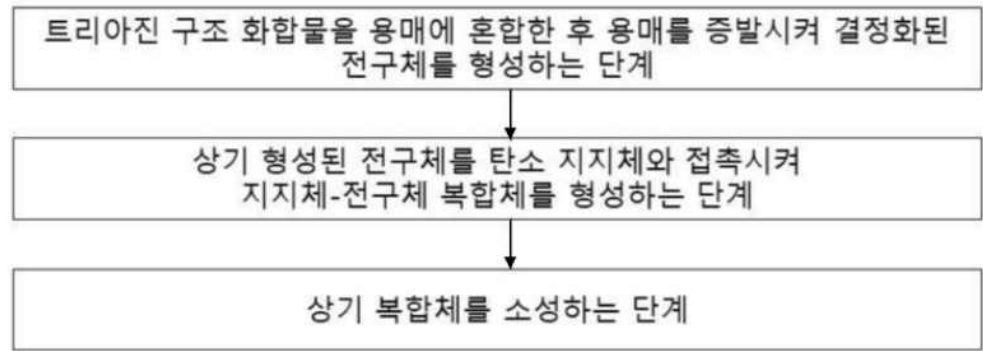 트리아진 구조 화합물을 용매에 혼합한 후 용매를 증발시켜 결정화된
전구체를 형성하는 단계
상기 형성된 전구체를 탄소 지지체와 접촉시켜
지지체-전구체 복합체를 형성하는 단계
상기 복합체를 소성하는 단계